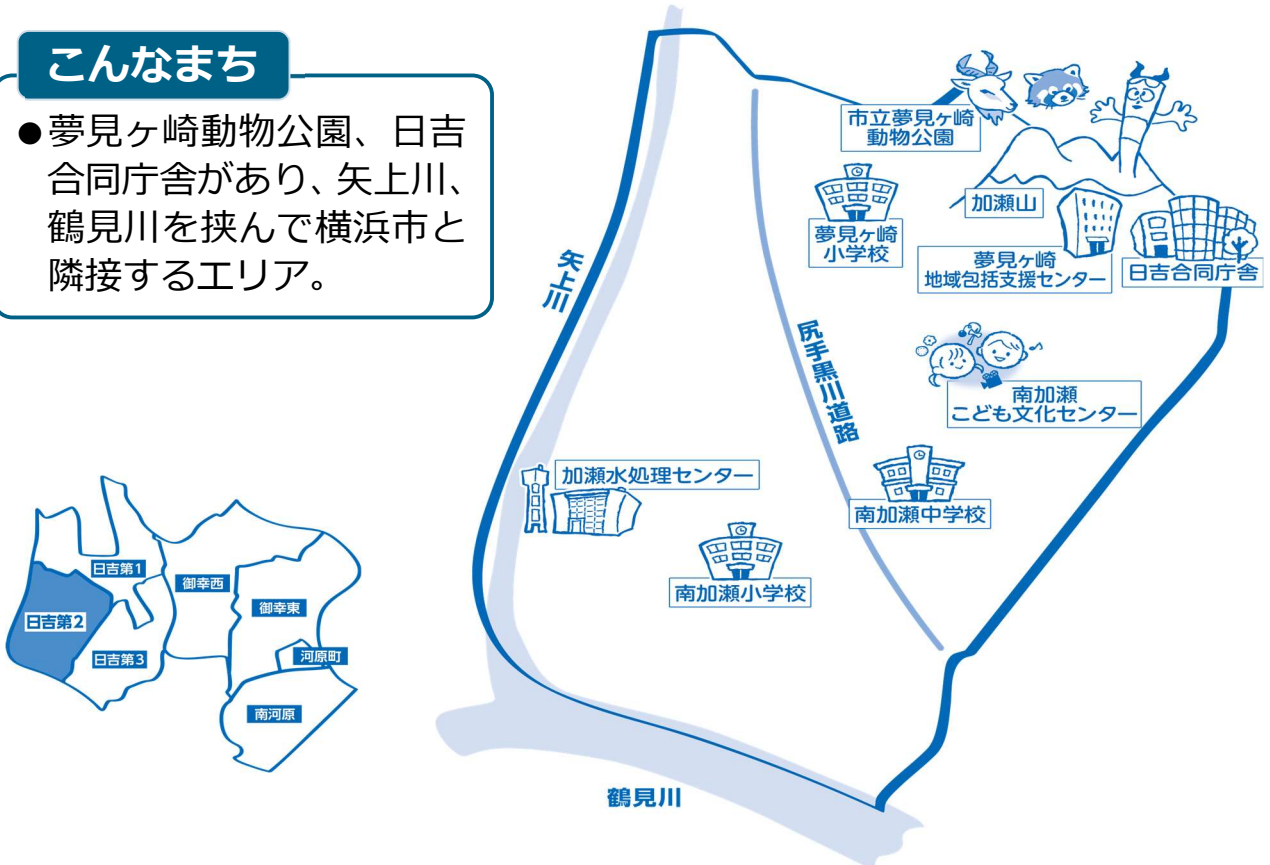 こんなまち
●夢見ヶ崎動物公園、日吉
合同庁舎があり、矢上川、
鶴見川を挟んで横浜市と
隣接するエリア。
市立夢見ヶ崎
動物公園
加瀬山
夢見ヶ崎
小学校
夢見ヶ崎
地域包括支援センター
日吉合同庁舎
矢上川
尻手黒川道路
南加瀬
こども文化センター
加瀬水処理センター
南加瀬中学校
南加瀬小学校
鶴見川
日吉第1
御幸西
御幸東
日吉第2
日吉第3
河原町
南河原